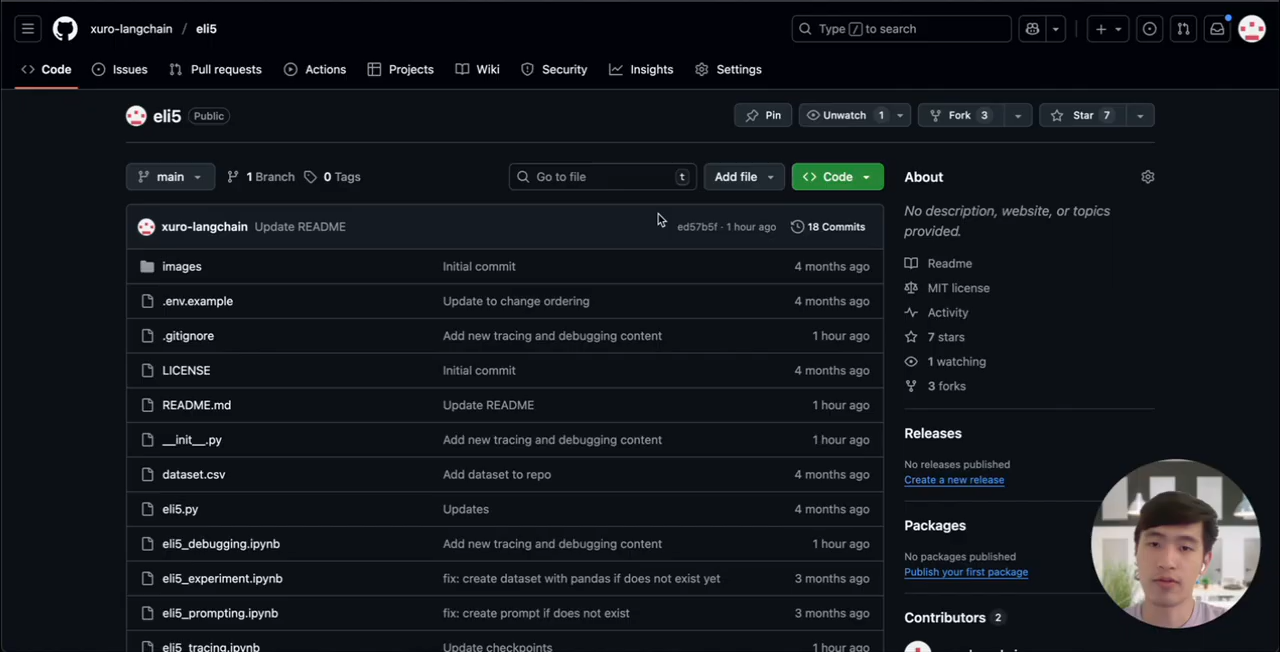 xuro-langchain / eli5
Type / to search
Code Issues Pull requests Actions Projects Wiki Security Insights Settings
eli5 Public
Pin Unwatch 1 Fork 3 Star 7
main 1 Branch 0 Tags Go to file t Add file Code
xuro-langchain Update README ed57b5f · 1 hour ago 18 Commits
images Initial commit 4 months ago
.env.example Update to change ordering 4 months ago
.gitignore Add new tracing and debugging content 1 hour ago
LICENSE Initial commit 4 months ago
README.md Update README 1 hour ago
__init__.py Add new tracing and debugging content 1 hour ago
dataset.csv Add dataset to repo 4 months ago
eli5.py Updates 4 months ago
eli5_debugging.ipynb Add new tracing and debugging content 1 hour ago
eli5_experiment.ipynb fix: create dataset with pandas if does not exist yet 3 months ago
eli5_prompting.ipynb fix: create prompt if does not exist 3 months ago
eli5_tracing.ipynb Update checkpoints 1 hour ago
About
No description, website, or topics
provided.
Readme
MIT license
Activity
7 stars
1 watching
3 forks
Releases
No releases published
Create a new release
Packages
No packages published
Publish your first package
Contributors 2